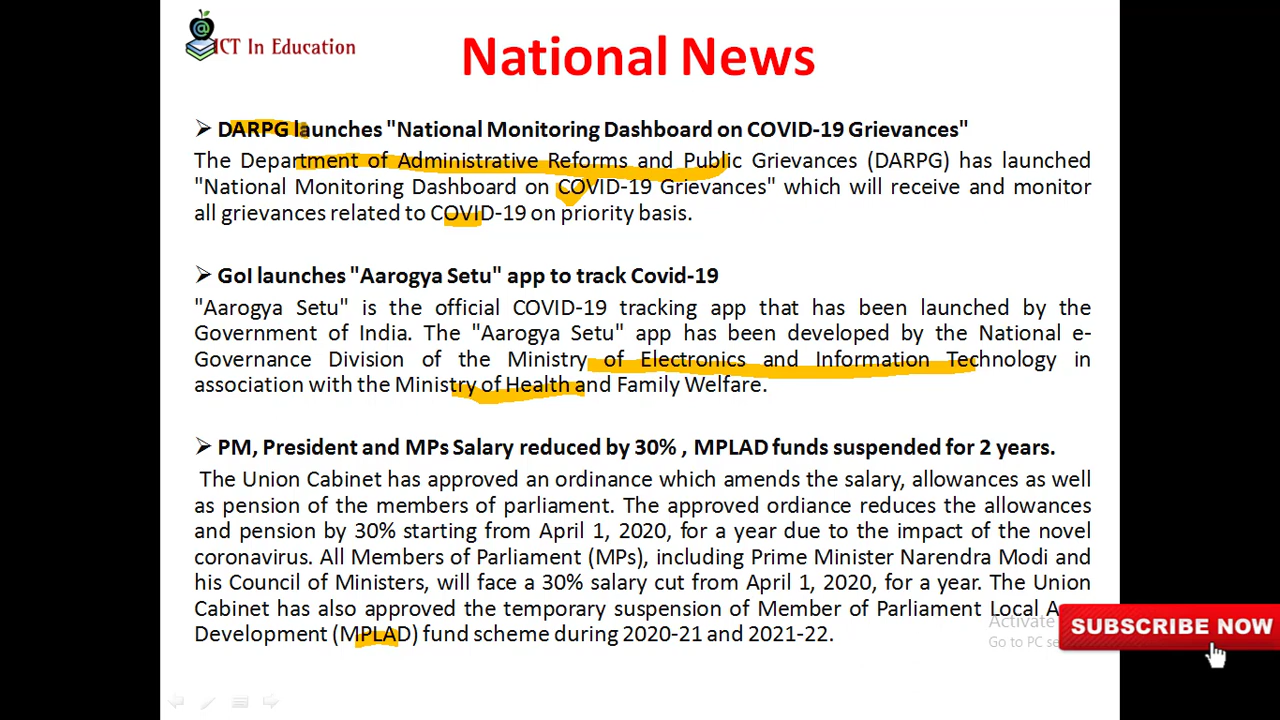 ICT In Education
National News
➢ DARPG launches "National Monitoring Dashboard on COVID-19 Grievances"
The Department of Administrative Reforms and Public Grievances (DARPG) has launched
"National Monitoring Dashboard on COVID-19 Grievances" which will receive and monitor
all grievances related to COVID-19 on priority basis.
➢ GoI launches "Aarogya Setu" app to track Covid-19
"Aarogya Setu" is the official COVID-19 tracking app that has been launched by the
Government of India. The "Aarogya Setu" app has been developed by the National e-
Governance Division of the Ministry of Electronics and Information Technology in
association with the Ministry of Health and Family Welfare.
➢ PM, President and MPs Salary reduced by 30% , MPLAD funds suspended for 2 years.
The Union Cabinet has approved an ordinance which amends the salary, allowances as well
as pension of the members of parliament. The approved ordiance reduces the allowances
and pension by 30% starting from April 1, 2020, for a year due to the impact of the novel
coronavirus. All Members of Parliament (MPs), including Prime Minister Narendra Modi and
his Council of Ministers, will face a 30% salary cut from April 1, 2020, for a year. The Union
Cabinet has also approved the temporary suspension of Member of Parliament Local
Development (MPLAD) fund scheme during 2020-21 and 2021-22.
Activate
Go to PC
SUBSCRIBE NOW